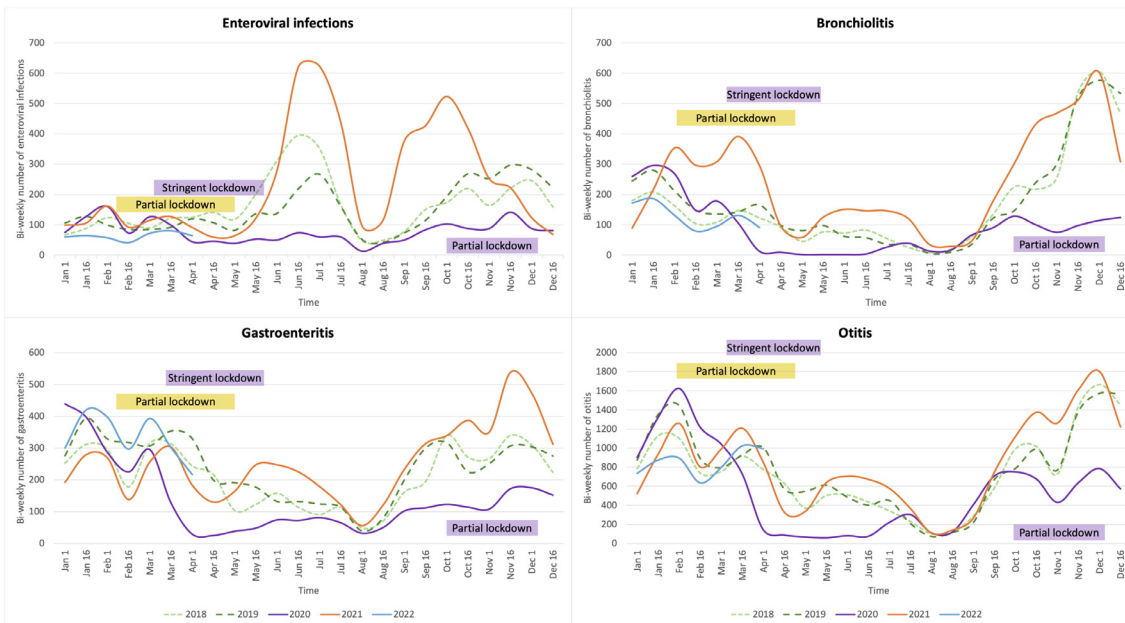 Enteroviral infections
Bi-weekly number of enteroviral infections
700
600
500
400
300
200
100
0
Stringent lockdown
Partial lockdown
Partial lockdown
Jan 1
Jan 16
Feb 1
Feb 16
Mar 1
Mar 16
Apr 1
Apr 16
May 1
May 16
Jun 1
Jun 16
Jul 1
Jul 16
Aug 1
Aug 16
Sep 1
Sep 16
Oct 1
Oct 16
Nov 1
Nov 16
Dec 1
Dec 16
Time
Bronchiolitis
Bi-weekly number of bronchiolitis
700
600
500
400
300
200
100
0
Stringent lockdown
Partial lockdown
Partial lockdown
Jan 1
Jan 16
Feb 1
Feb 16
Mar 1
Mar 16
Apr 1
Apr 16
May 1
May 16
Jun 1
Jun 16
Jul 1
Jul 16
Aug 1
Aug 16
Sep 1
Sep 16
Oct 1
Oct 16
Nov 1
Nov 16
Dec 1
Dec 16
Time
Gastroenteritis
Bi-weekly number of gastroenteritis
600
500
400
300
200
100
0
Stringent lockdown
Partial lockdown
Partial lockdown
Jan 1
Jan 16
Feb 1
Feb 16
Mar 1
Mar 16
Apr 1
Apr 16
May 1
May 16
Jun 1
Jun 16
Jul 1
Jul 16
Aug 1
Aug 16
Sep 1
Sep 16
Oct 1
Oct 16
Nov 1
Nov 16
Dec 1
Dec 16
2018
2019
2020
2021
2022
Otitis
Bi-weekly number of otitis
2000
1800
1600
1400
1200
1000
800
600
400
200
0
Stringent lockdown
Partial lockdown
Partial lockdown
Jan 1
Jan 16
Feb 1
Feb 16
Mar 1
Mar 16
Apr 1
Apr 16
May 1
May 16
Jun 1
Jun 16
Jul 1
Jul 16
Aug 1
Aug 16
Sep 1
Sep 16
Oct 1
Oct 16
Nov 1
Nov 16
Dec 1
Dec 16
2018
2019
2020
2021
2022